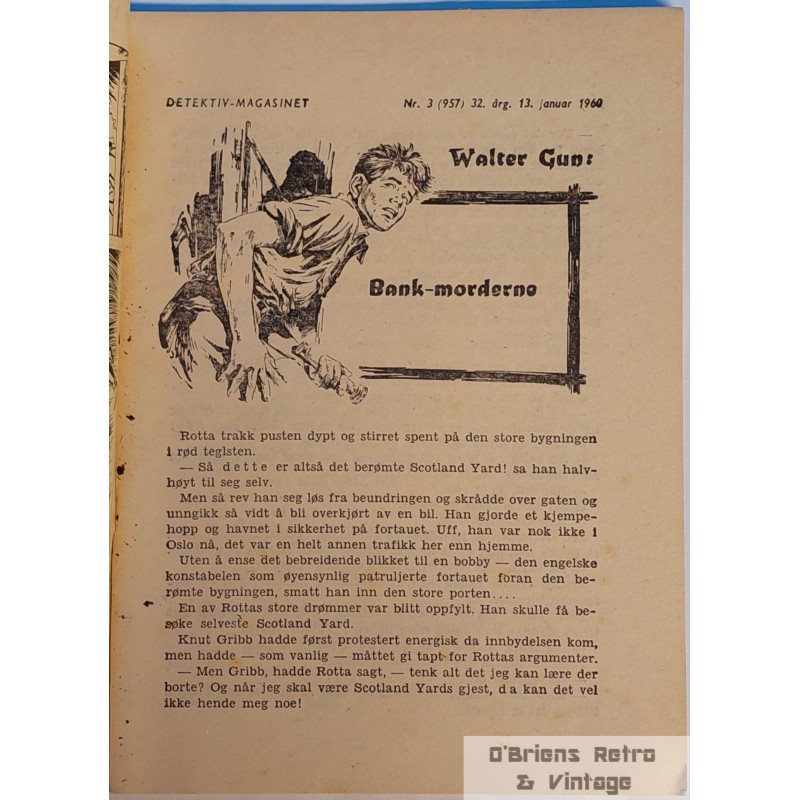 DETEKTIV-MAGASINET Nr. 3 (957) 32. årg. 13. januar 1960
Walter Gun:
Bank-morderne
Rotta trakk pusten dypt og stirret spent på den store bygningen
i rød teglsten.
— Så dette er altså det berømte Scotland Yard! sa han halv-
høyt til seg selv.
Men så rev han seg løs fra beundringen og skrådde over gaten og
unngikk så vidt å bli overkjørt av en bil. Han gjorde et kjempe-
hopp og havnet i sikkerhet på fortauet. Uff, han var nok ikke i
Oslo nå, det var en helt annen trafikk her enn hjemme.
Uten å ense det bebreidende blikket til en bobby — den engelske
konstabelen som øyensynlig patruljerte fortauet foran den be-
rømte bygningen, smatt han inn den store porten....
En av Rottas store drømmer var blitt oppfylt. Han skulle få be-
søke selveste Scotland Yard.
Knut Gribb hadde først protestert energisk da innbydelsen kom,
men hadde — som vanlig — måttet gi tapt for Rottas argumenter.
— Men Gribb, hadde Rotta sagt, — tenk alt det jeg kan lære der
borte? Og når jeg skal være Scotland Yards gjest, da kan det vel
ikke hende meg noe!
O'Briens Retro
& Vintage